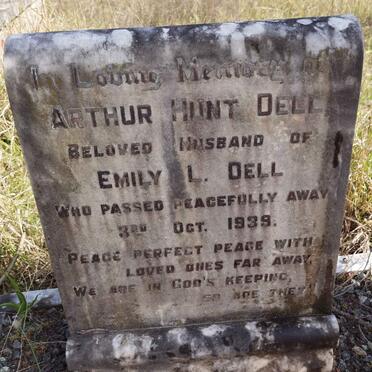 In Loving Memory of
ARTHUR HUNT DELL
BELOVED HUSBAND OF
EMILY L. DELL
WHO PASSED PEACEFULLY AWAY
3RD OCT. 1939.
PEACE PERFECT PEACE WITH
LOVED ONES FAR AWAY
WE ARE IN GOD'S KEEPING,
SO ARE THEY